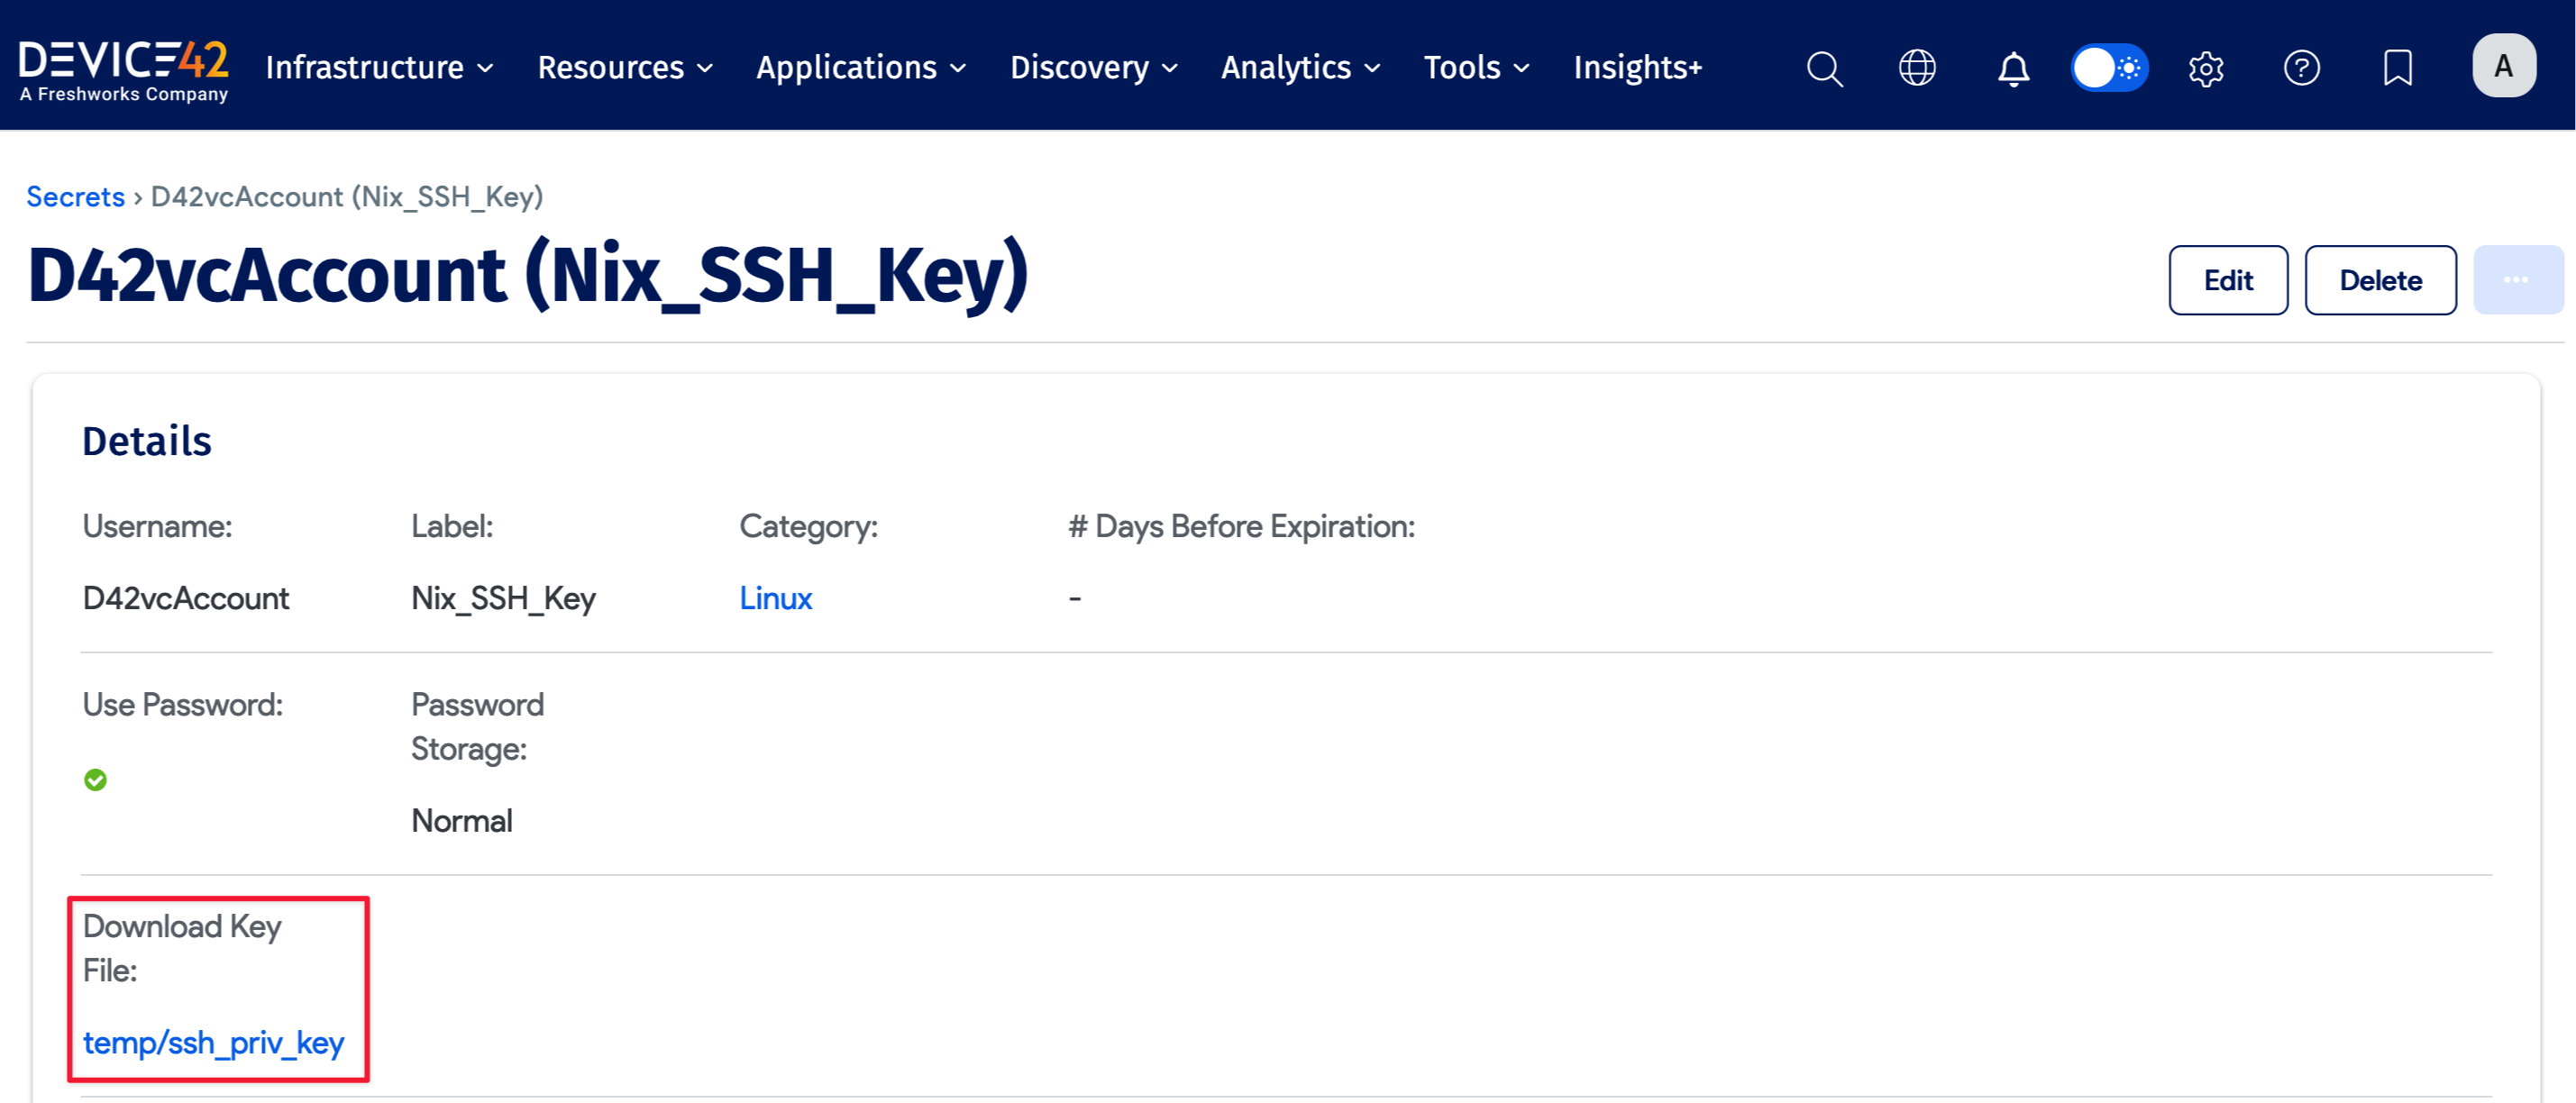 DEVICE42
A Freshworks Company
Infrastructure Resources Applications Discovery Analytics Tools Insights+ A
Secrets › D42vcAccount (Nix_SSH_Key)
D42vcAccount (Nix_SSH_Key)
Edit Delete ...
Details
Username: Label: Category: # Days Before Expiration:
D42vcAccount Nix_SSH_Key Linux -
Use Password: Password
Storage:
Normal
Download Key
File:
temp/ssh_priv_key